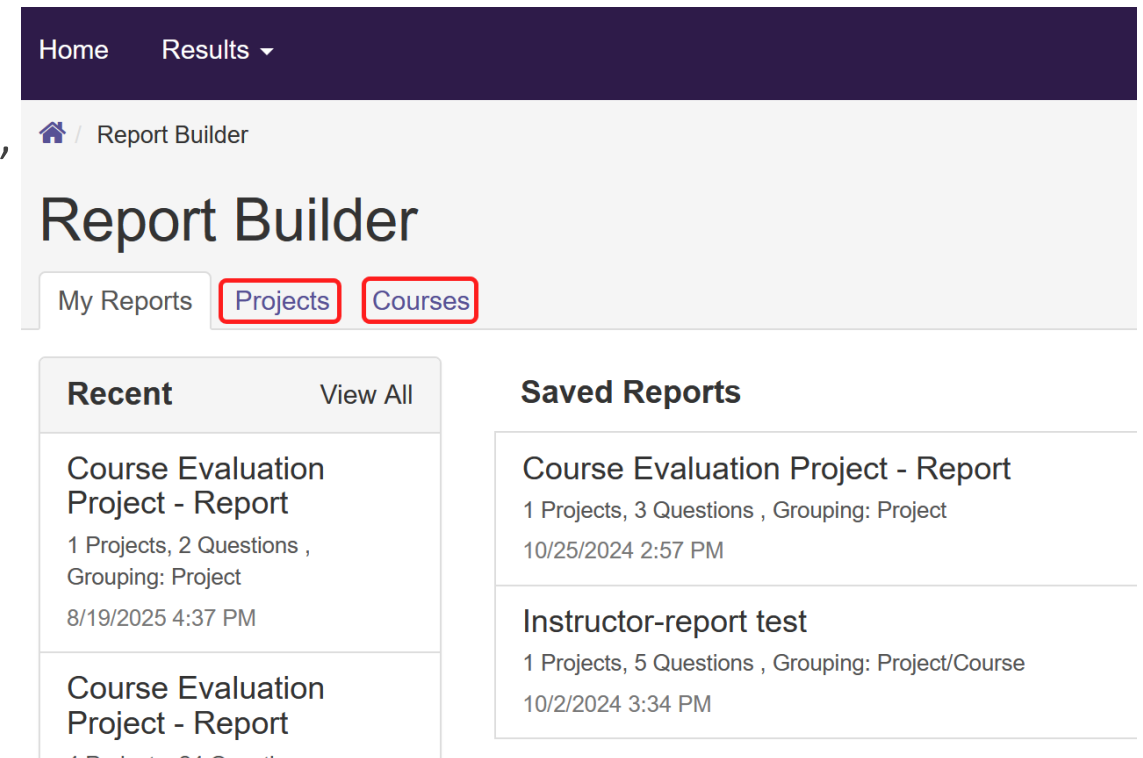 Home Results
,
/ Report Builder
Report Builder
My Reports Projects Courses
Recent View All
Course Evaluation
Project - Report
1 Projects, 2 Questions ,
Grouping: Project
8/19/2025 4:37 PM
Course Evaluation
Project - Report
Saved Reports
Course Evaluation Project - Report
1 Projects, 3 Questions , Grouping: Project
10/25/2024 2:57 PM
Instructor-report test
1 Projects, 5 Questions , Grouping: Project/Course
10/2/2024 3:34 PM